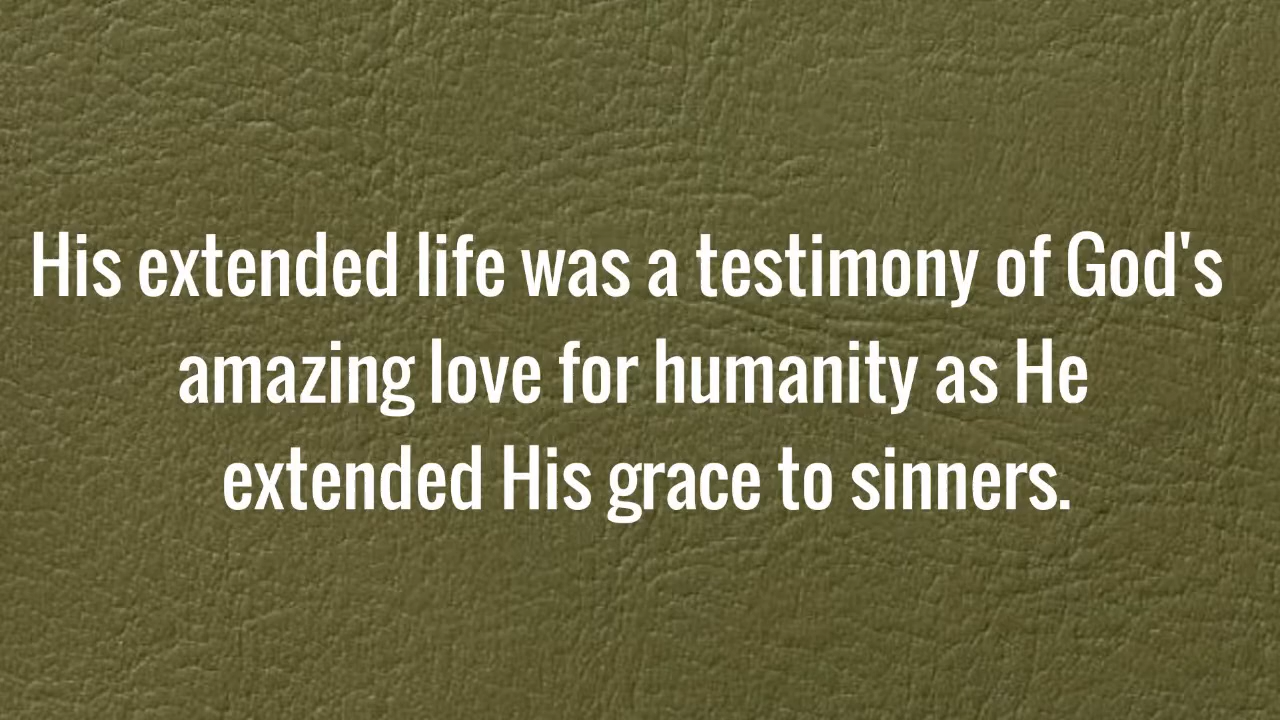 His extended life was a testimony of God's
amazing love for humanity as He
extended His grace to sinners.